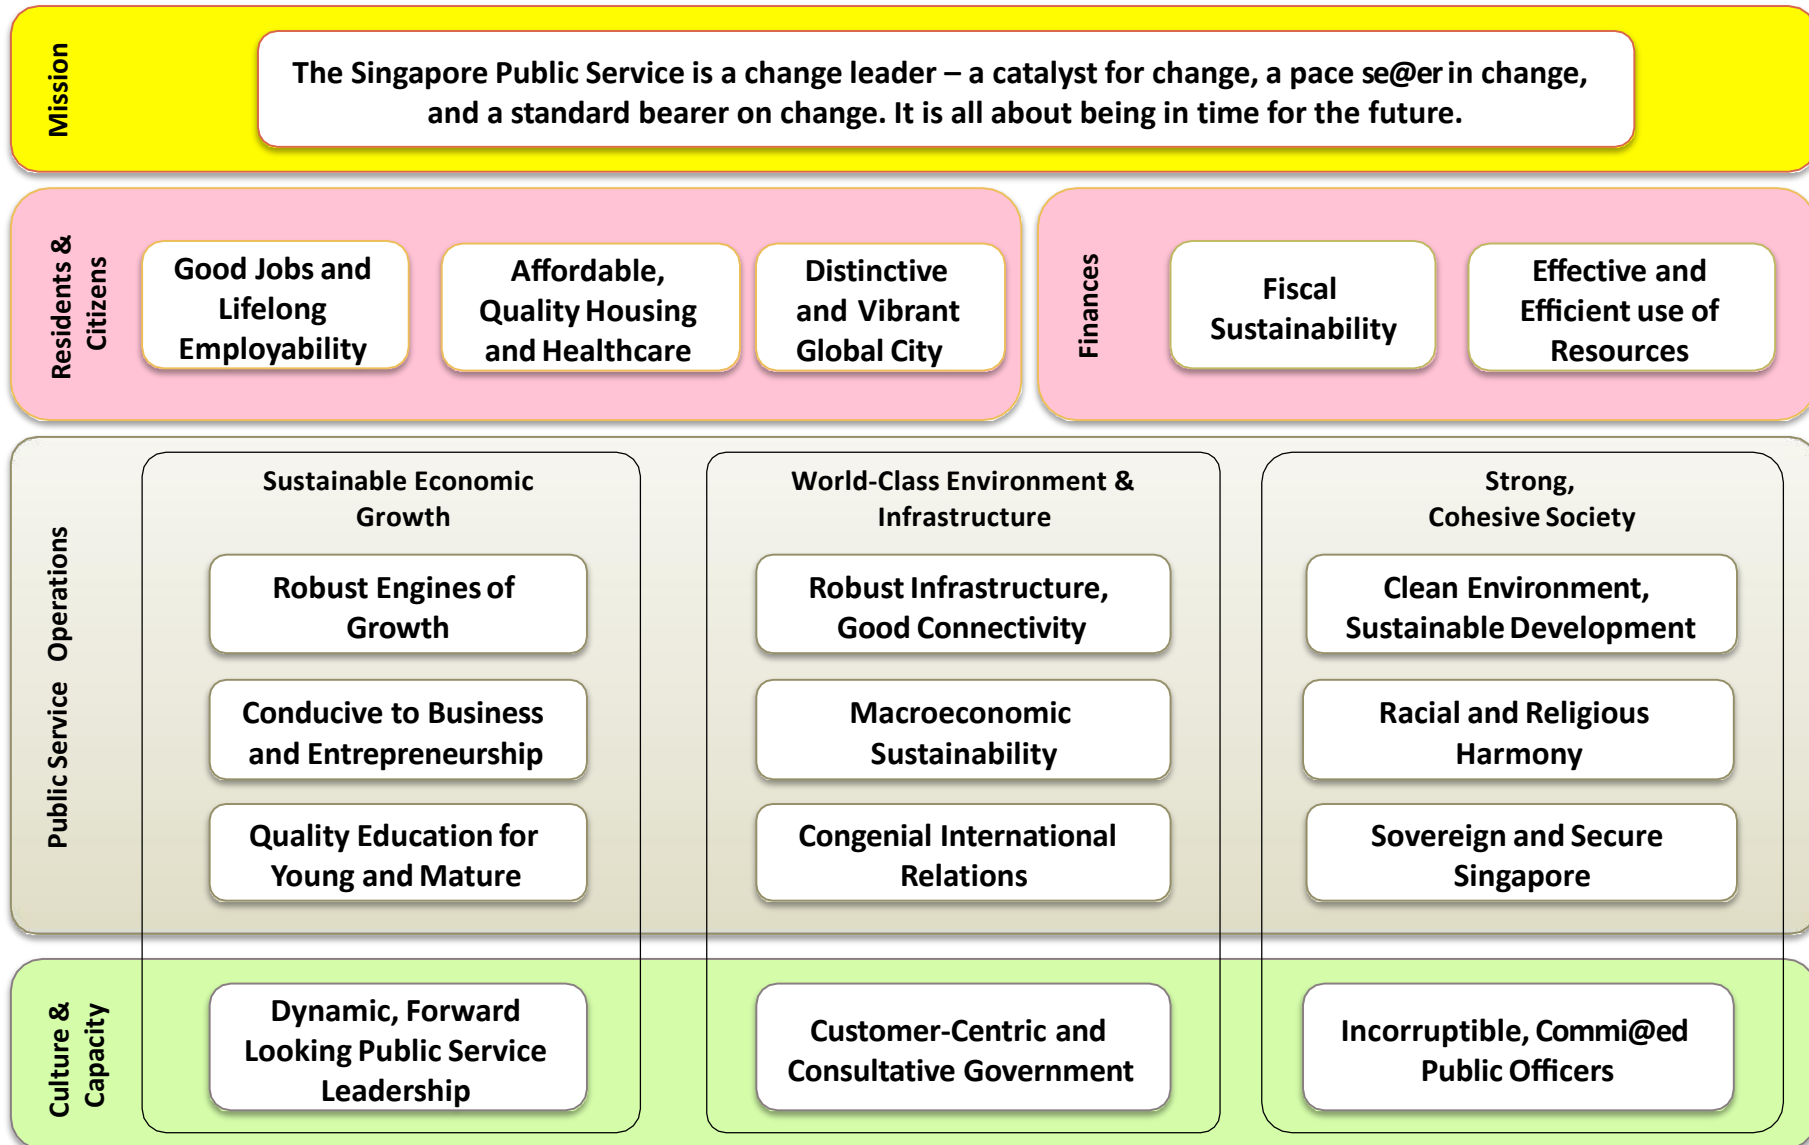 Mission
The Singapore Public Service is a change leader – a catalyst for change, a pace se@er in change,
and a standard bearer on change. It is all about being in time for the future.
Residents &
Citizens
Good Jobs and
Lifelong
Employability
Affordable,
Quality Housing
and Healthcare
Distinctive
and Vibrant
Global City
Finances
Fiscal
Sustainability
Effective and
Efficient use of
Resources
Public Service Operations
Sustainable Economic
Growth
Robust Engines of
Growth
Conducive to Business
and Entrepreneurship
Quality Education for
Young and Mature
World-Class Environment &
Infrastructure
Robust Infrastructure,
Good Connectivity
Macroeconomic
Sustainability
Congenial International
Relations
Strong,
Cohesive Society
Clean Environment,
Sustainable Development
Racial and Religious
Harmony
Sovereign and Secure
Singapore
Culture &
Capacity
Dynamic, Forward
Looking Public Service
Leadership
Customer-Centric and
Consultative Government
Incorruptible, Commi@ed
Public Officers